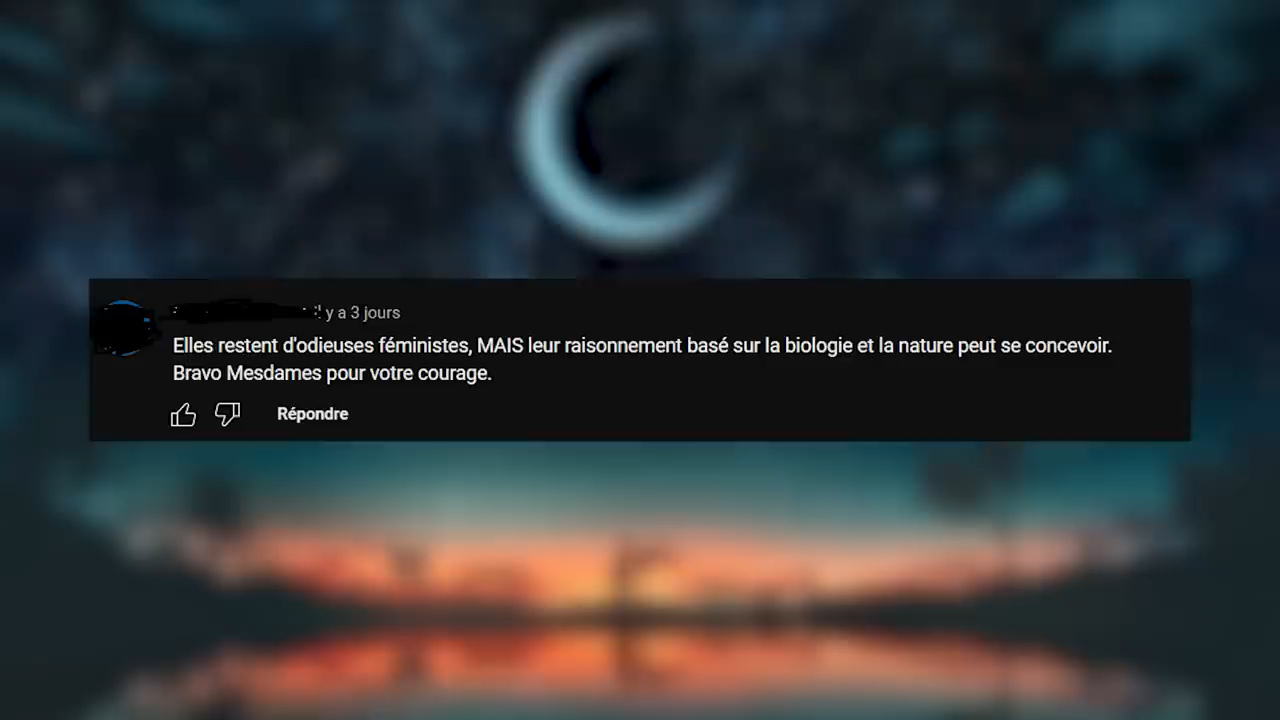 il y a 3 jours
Elles restent d'odieuses féministes, MAIS leur raisonnement basé sur la biologie et la nature peut se concevoir.
Bravo Mesdames pour votre courage.
Répondre